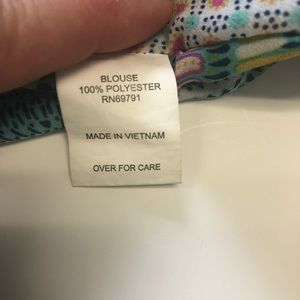 BLOUSE
100% POLYESTER
RN69791
MADE IN VIETNAM
OVER FOR CARE